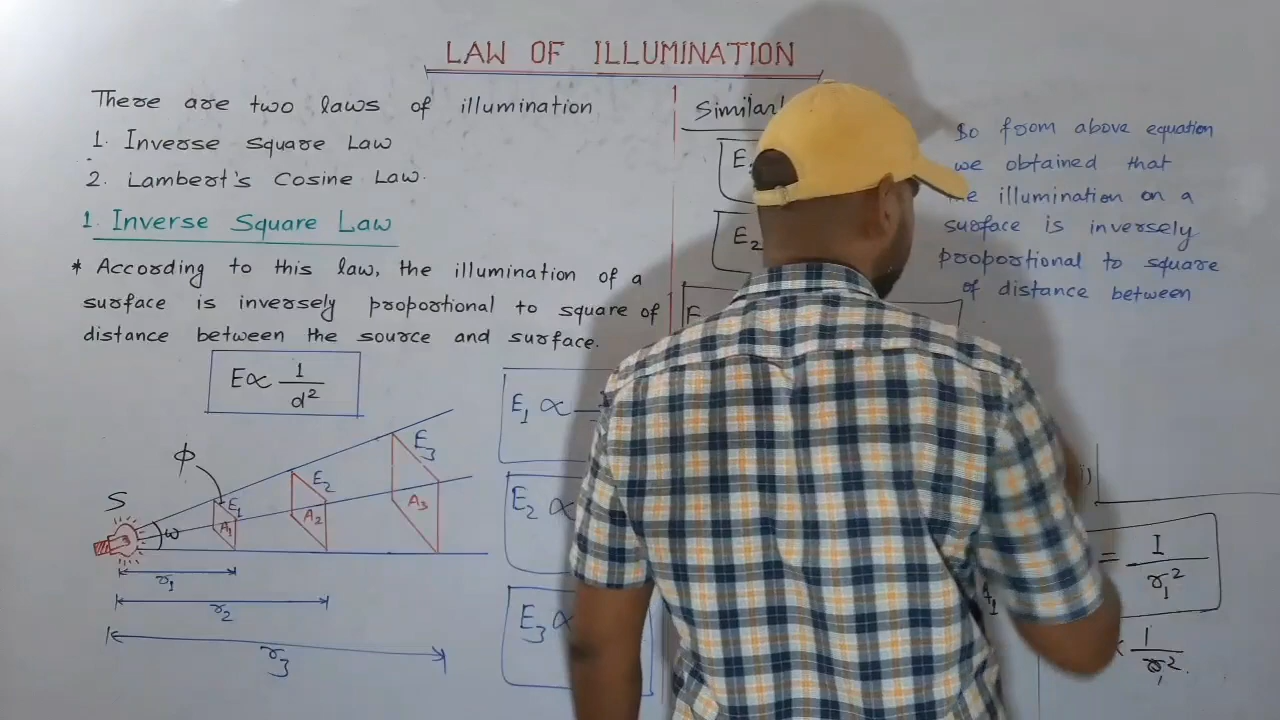 LAW OF ILLUMINATION
There are two laws of illumination
1. Inverse Square Law
2. Lambert's Cosine Law.
1. Inverse Square Law
* According to this law, the illumination of a
surface is inversely proportional to square of
distance between the source and surface.
E∝ 1/d²
ϕ
S
ω
E1
A1
E2
A2
E3
A3
r1
r2
r3
E1 ∝
E2 ∝
E3 ∝
E2
E
So from above equation
we obtained that
illumination on a
surface is inversely
proportional to square
of distance between
= I/r1²
1/r1²